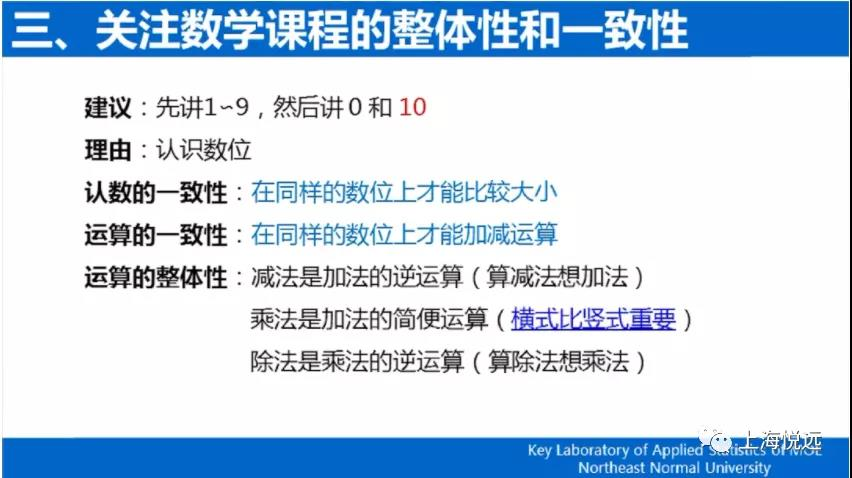 三、关注数学课程的整体性和一致性
建议：先讲1~9，然后讲 0 和 10
理由：认识数位
认数的一致性：在同样的数位上才能比较大小
运算的一致性：在同样的数位上才能加减运算
运算的整体性：减法是加法的逆运算（算减法想加法）
乘法是加法的简便运算（横式比竖式重要）
除法是乘法的逆运算（算除法想乘法）
上海悦远
Key Laboratory of Applied Statistics of MOE
Northeast Normal University